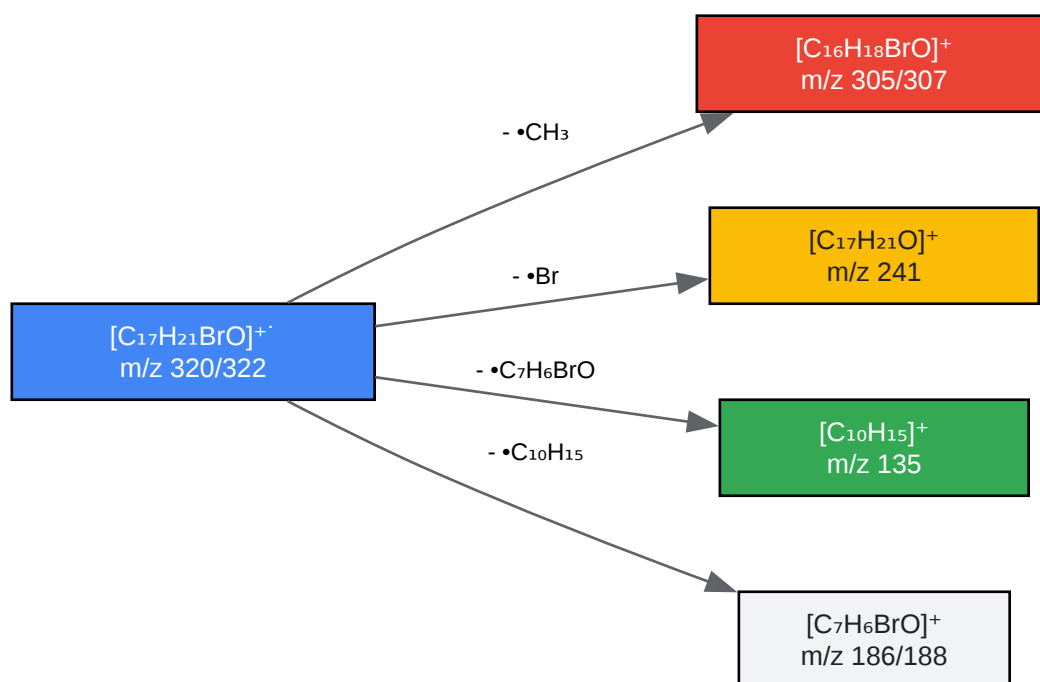 [C₁₆H₁₈BrO]⁺
m/z 305/307
- •CH₃
[C₁₇H₂₁O]⁺
m/z 241
- •Br
[C₁₇H₂₁BrO]⁺˙
m/z 320/322
- •C₇H₆BrO
[C₁₀H₁₅]⁺
m/z 135
- •C₁₀H₁₅
[C₇H₆BrO]⁺
m/z 186/188